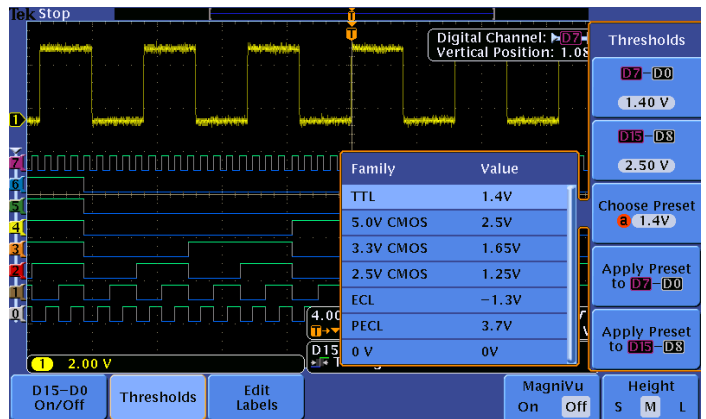 Tek Stop
T
T
Digital Channel: D7
Vertical Position: 1.08
1
7
6
5
4
3
2
1
0
4.00
D15
1 2.00 V
Family Value
TTL 1.4V
5.0V CMOS 2.5V
3.3V CMOS 1.65V
2.5V CMOS 1.25V
ECL −1.3V
PECL 3.7V
0 V 0V
Thresholds
D7–D0
1.40 V
D15–D8
2.50 V
Choose Preset
a 1.4V
Apply Preset
to D7–D0
Apply Preset
to D15–D8
D15–D0
On/Off
Thresholds
Edit
Labels
MagniVu
On Off
Height
S M L